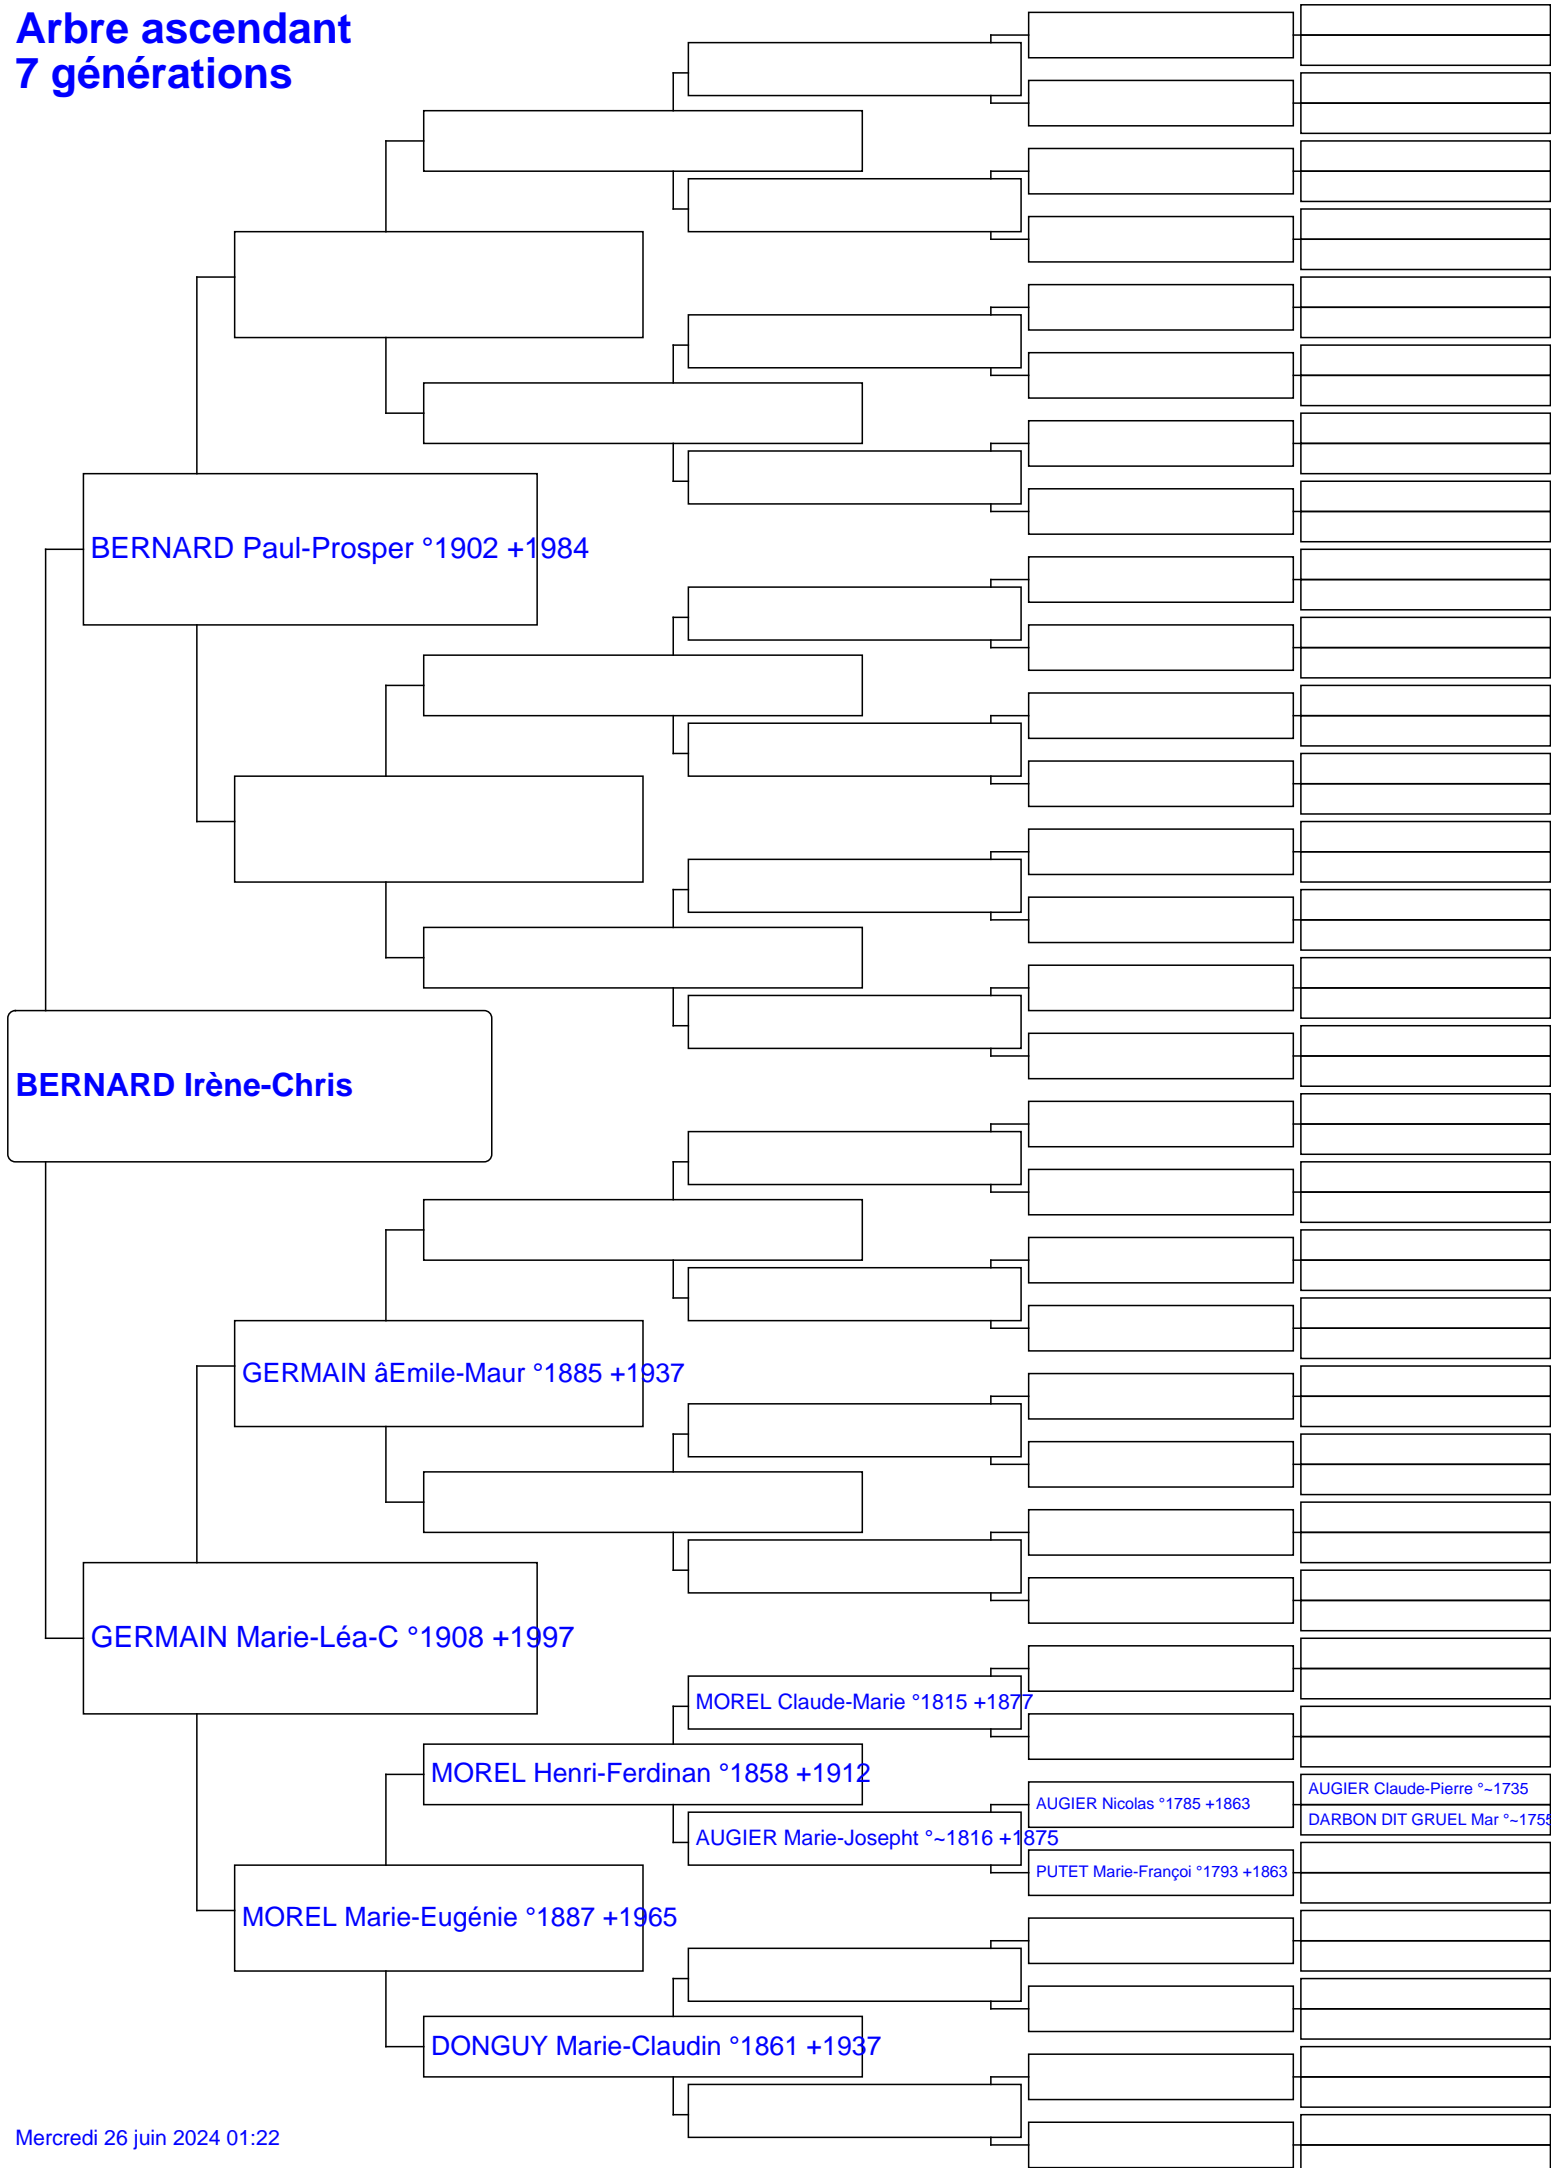 Arbre ascendant
7 générations
BERNARD Paul-Prosper °1902 +1984
BERNARD Irène-Chris
GERMAIN âEmile-Maur °1885 +1937
GERMAIN Marie-Léa-C °1908 +1997
MOREL Claude-Marie °1815 +1877
MOREL Henri-Ferdinan °1858 +1912
AUGIER Claude-Pierre °~1735
AUGIER Nicolas °1785 +1863
DARBON DIT GRUEL Mar °~1755
AUGIER Marie-Josepht °~1816 +1875
PUTET Marie-Françoi °1793 +1863
MOREL Marie-Eugénie °1887 +1965
DONGUY Marie-Claudin °1861 +1937
Mercredi 26 juin 2024 01:22